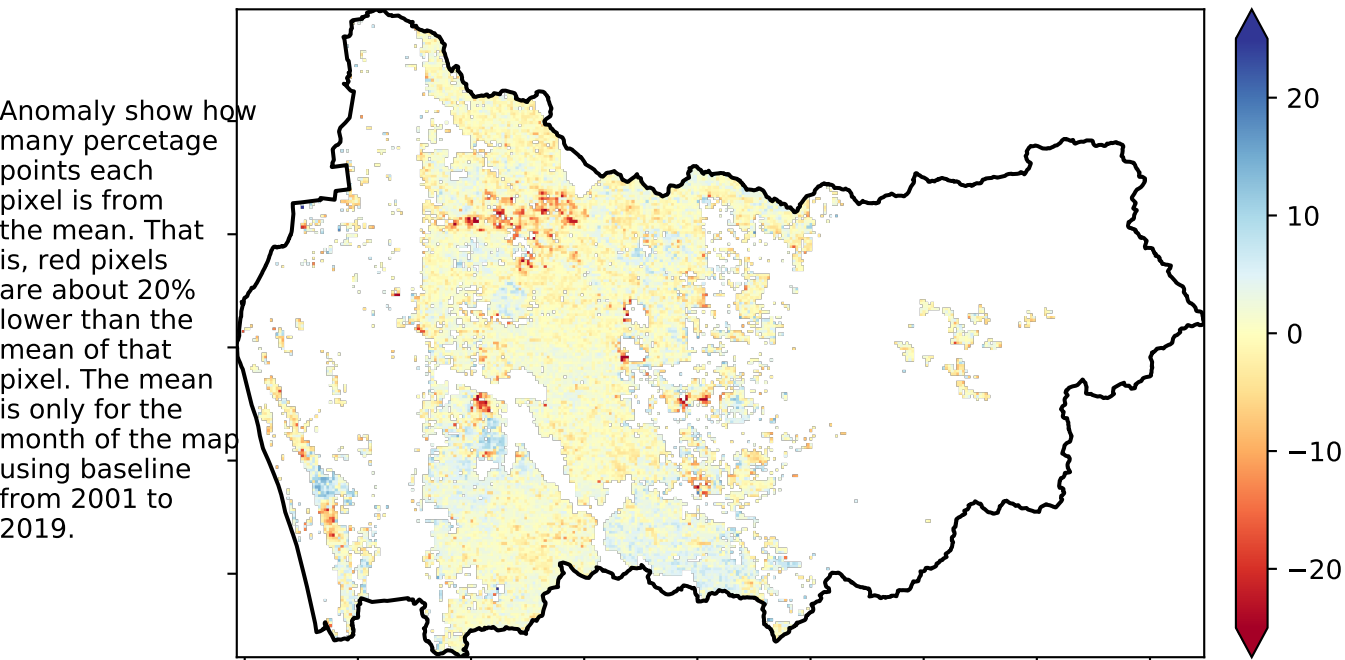 Anomaly show how
many percetage
points each
pixel is from
the mean. That
is, red pixels
are about 20%
lower than the
mean of that
pixel. The mean
is only for the
month of the map
using baseline
from 2001 to
2019.
20
10
0
−10
−20